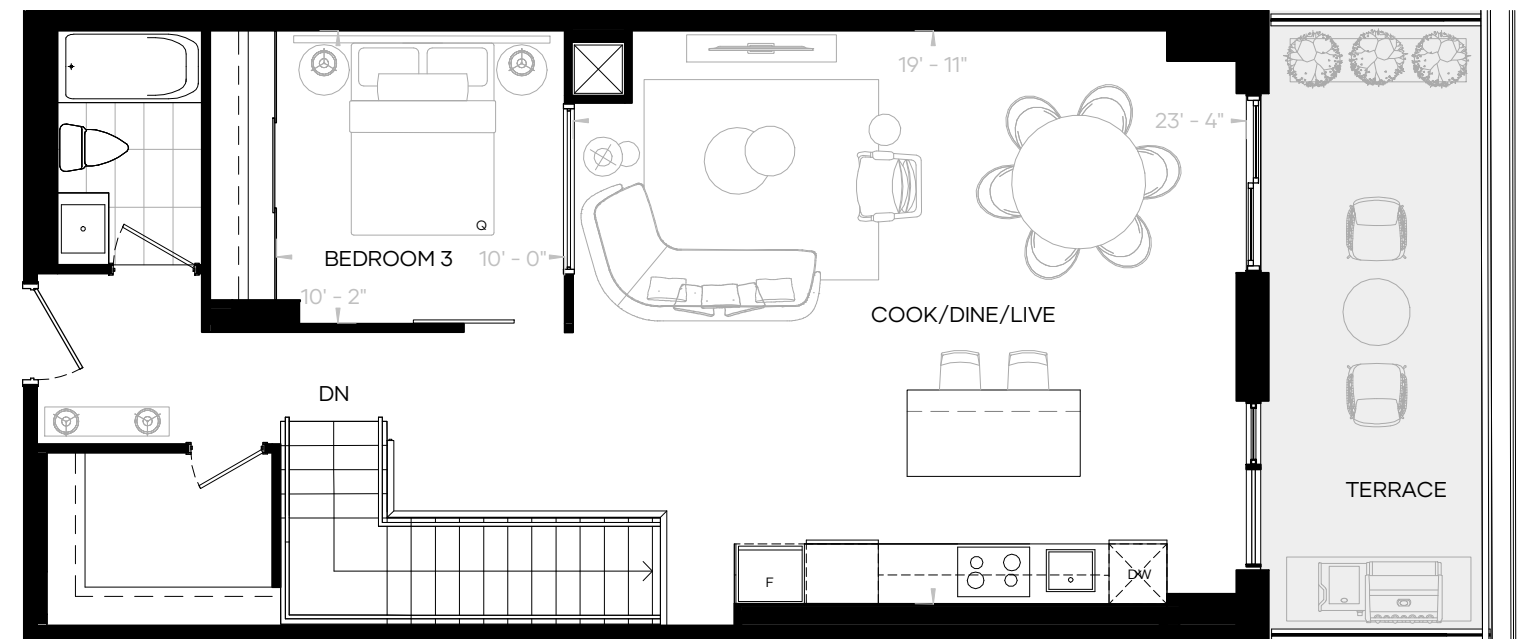 19' - 11"
23' - 4"
Q
BEDROOM 3
10' - 0"
10' - 2"
COOK/DINE/LIVE
DN
TERRACE
F
DW